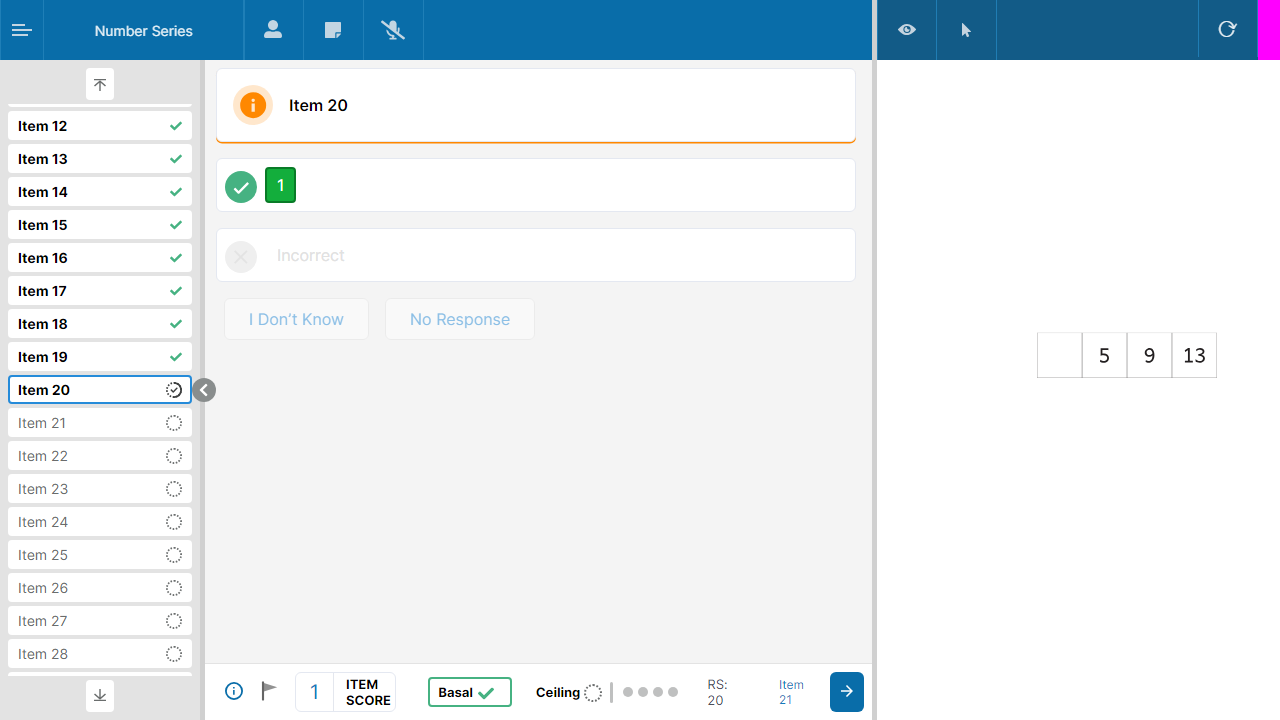 Number Series
Item 12
Item 13
Item 14
Item 15
Item 16
Item 17
Item 18
Item 19
Item 20
Item 21
Item 22
Item 23
Item 24
Item 25
Item 26
Item 27
Item 28
Item 20
1
Incorrect
I Don't Know
No Response
1
ITEM
SCORE
Basal
Ceiling
RS:
20
Item
21
5 9 13